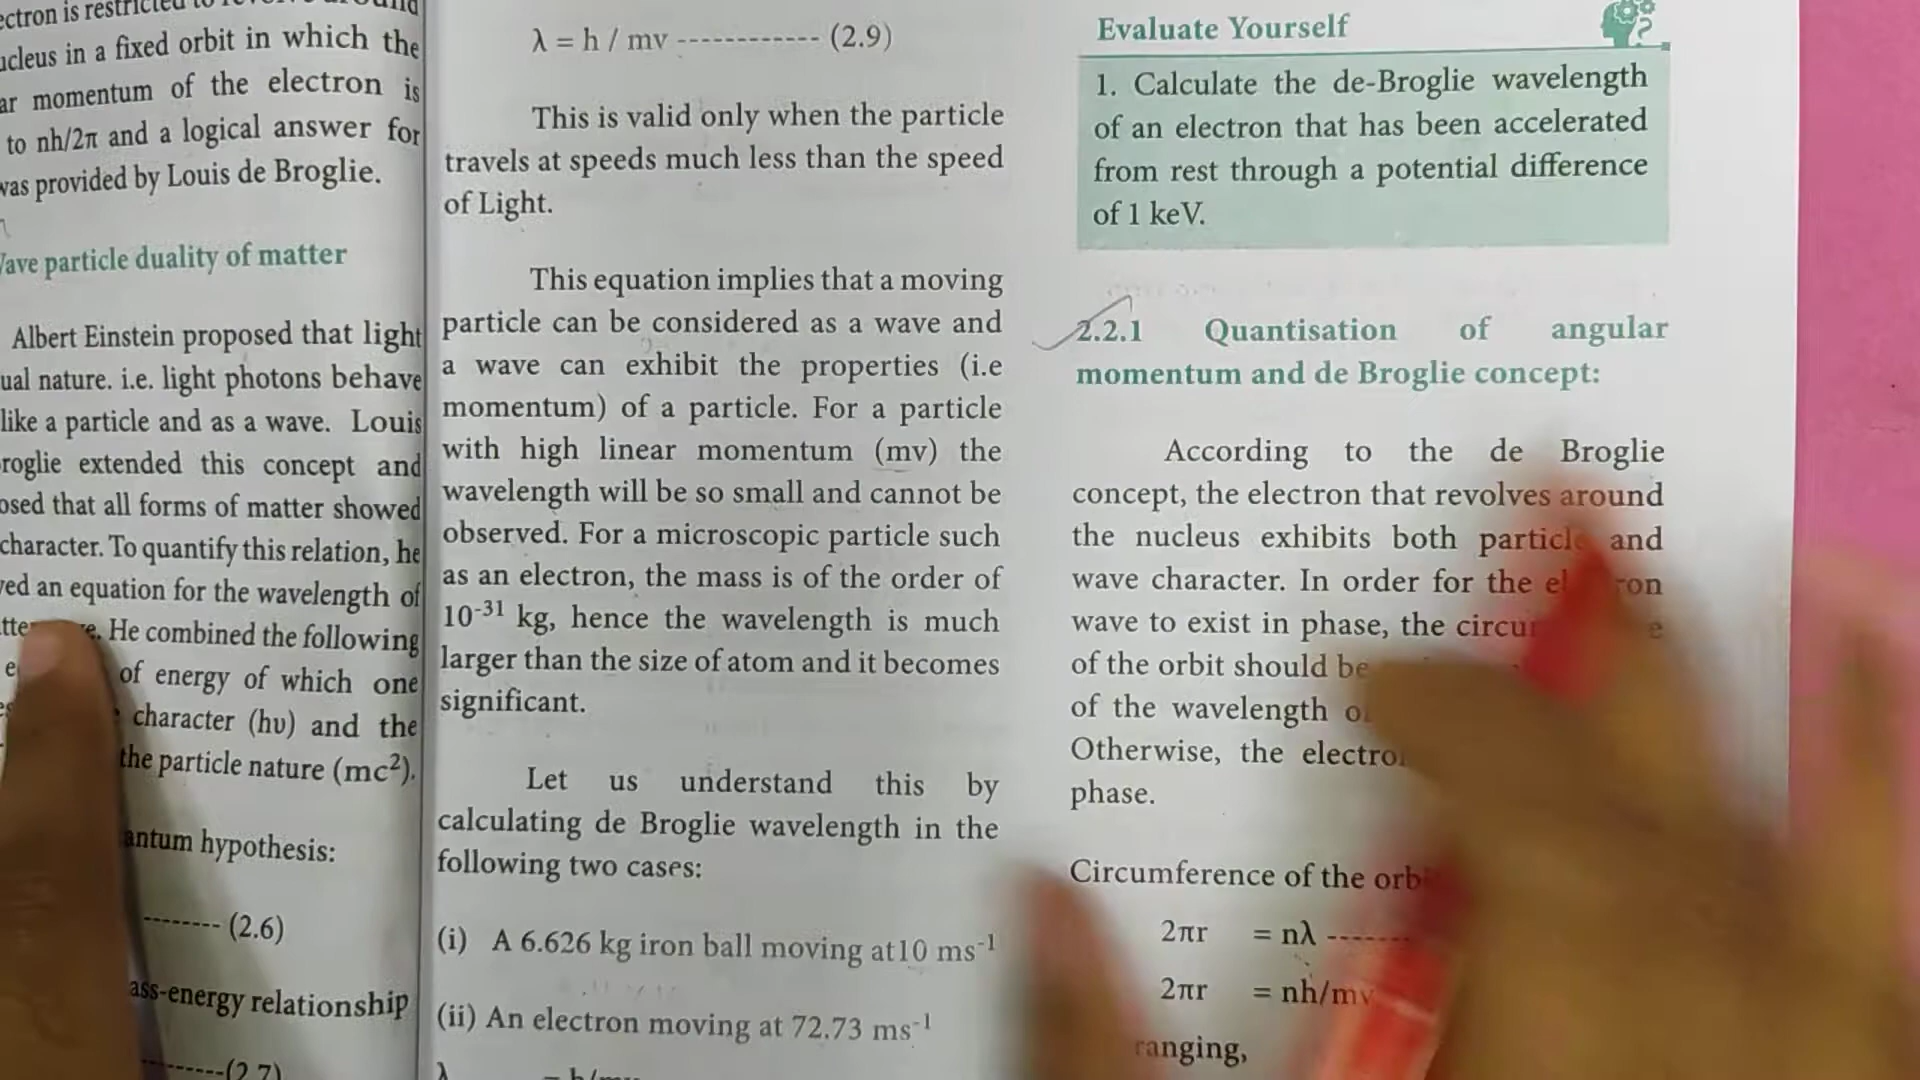 is restricted to
ucleus in a fixed orbit in which the
ar momentum of the electron is
to nh/2π and a logical answer for
was provided by Louis de Broglie.
Wave particle duality of matter
Albert Einstein proposed that light
ual nature. i.e. light photons behave
like a particle and as a wave. Louis
roglie extended this concept and
osed that all forms of matter showed
character. To quantify this relation, he
ved an equation for the wavelength of
He combined the following
of energy of which one
character (hυ) and the
the particle nature (mc²).
antum hypothesis:
-------- (2.6)
ass-energy relationship
--------(2.7)
λ = h / mv ------------ (2.9)
This is valid only when the particle
travels at speeds much less than the speed
of Light.
This equation implies that a moving
particle can be considered as a wave and
a wave can exhibit the properties (i.e
momentum) of a particle. For a particle
with high linear momentum (mv) the
wavelength will be so small and cannot be
observed. For a microscopic particle such
as an electron, the mass is of the order of
10⁻³¹ kg, hence the wavelength is much
larger than the size of atom and it becomes
significant.
Let us understand this by
calculating de Broglie wavelength in the
following two cases:
(i) A 6.626 kg iron ball moving at10 ms⁻¹
(ii) An electron moving at 72.73 ms⁻¹
= h/mv
Evaluate Yourself
1. Calculate the de-Broglie wavelength
of an electron that has been accelerated
from rest through a potential difference
of 1 keV.
2.2.1 Quantisation of angular
momentum and de Broglie concept:
According to the de Broglie
concept, the electron that revolves around
the nucleus exhibits both particle and
wave character. In order for the
wave to exist in phase, the
of the orbit should be
of the wavelength
Otherwise, the
phase.
Circumference of the
2πr = nλ -------
2πr = nh/mv
ranging,